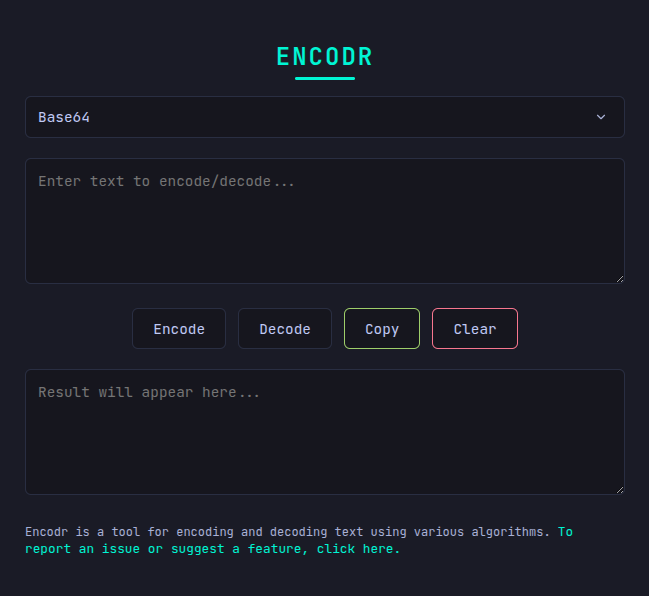 ENCODR
Base64
Enter text to encode/decode...
Encode Decode Copy Clear
Result will appear here...
Encodr is a tool for encoding and decoding text using various algorithms. To
report an issue or suggest a feature, click here.